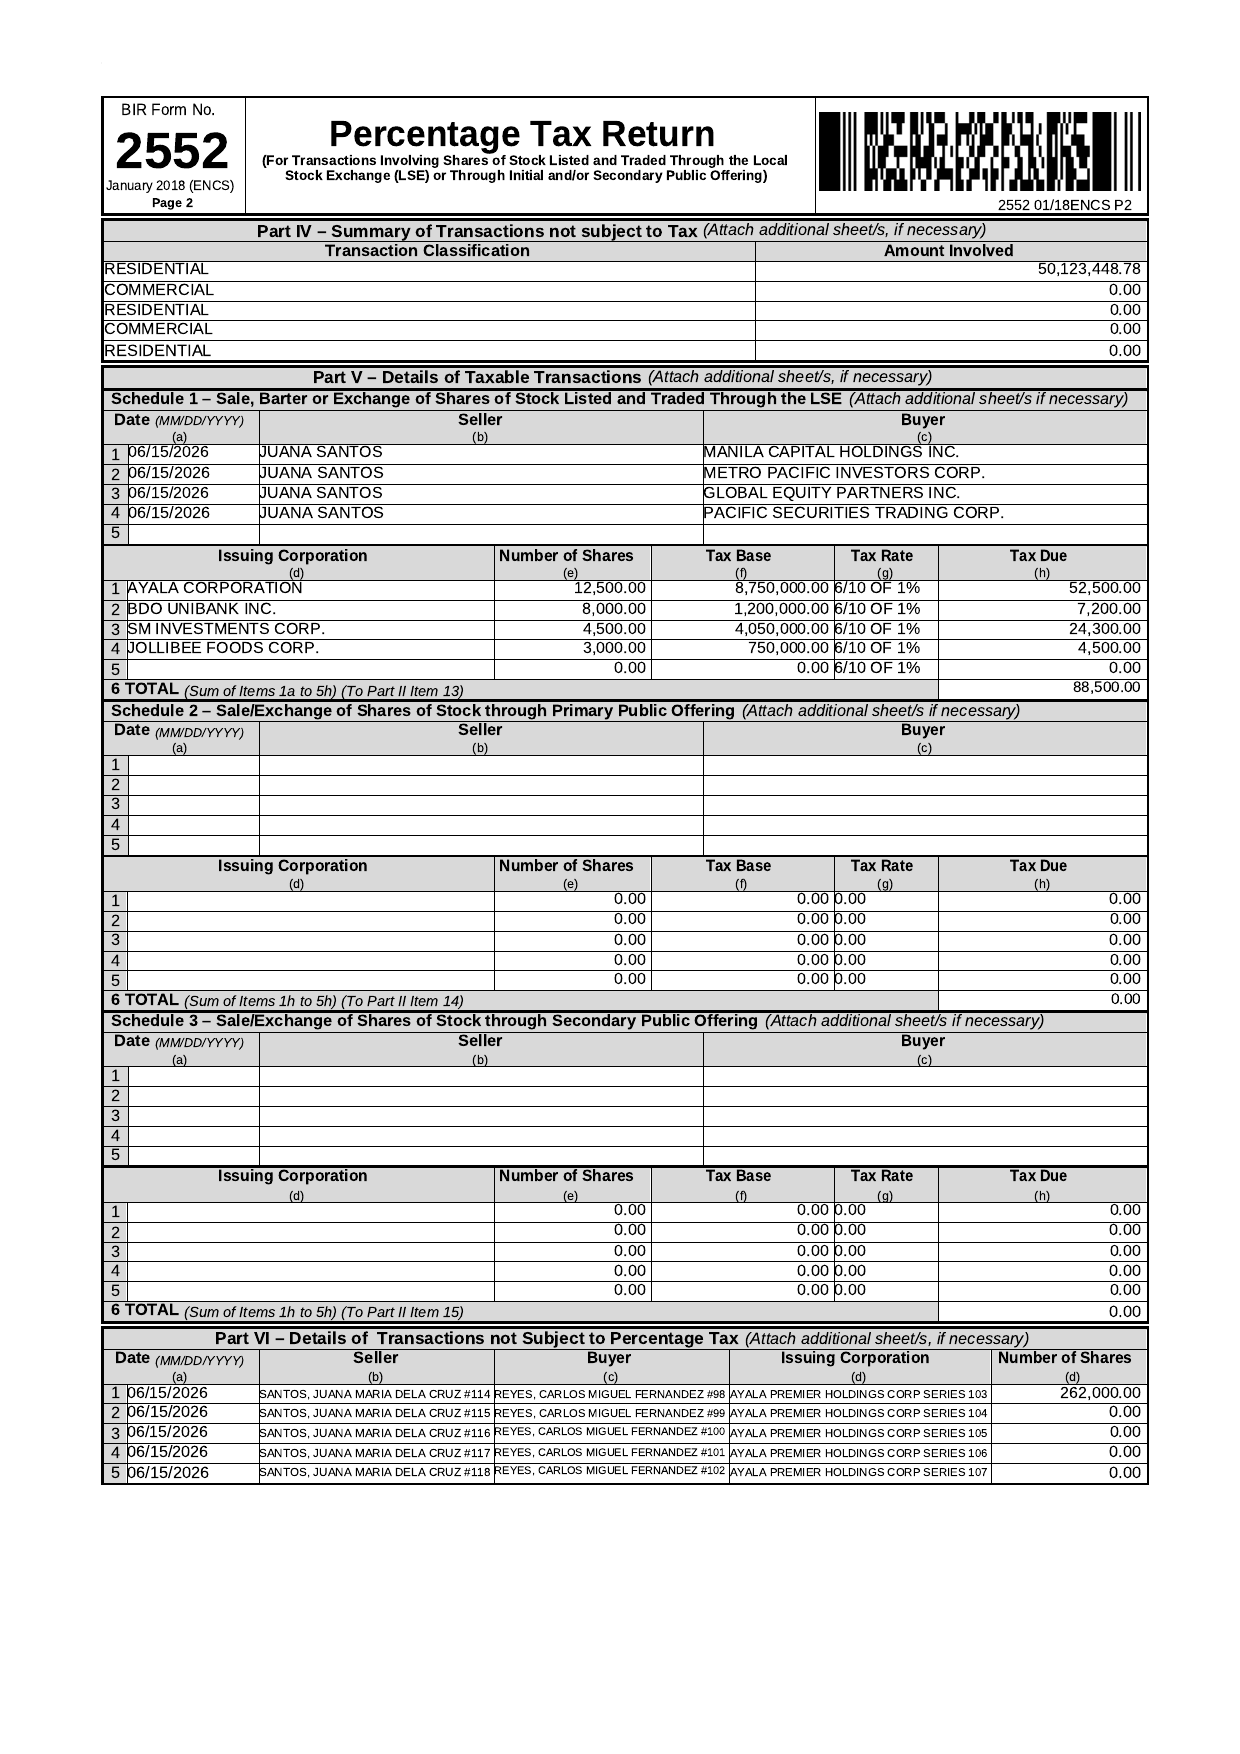 BIR Form No.
2552
January 2018 (ENCS)
Page 2
Percentage Tax Return
(For Transactions Involving Shares of Stock Listed and Traded Through the Local
Stock Exchange (LSE) or Through Initial and/or Secondary Public Offering)
2552 01/18ENCS P2
Part IV – Summary of Transactions not subject to Tax (Attach additional sheet/s, if necessary)
Transaction Classification Amount Involved
RESIDENTIAL 50,123,448.78
COMMERCIAL 0.00
RESIDENTIAL 0.00
COMMERCIAL 0.00
RESIDENTIAL 0.00
Part V – Details of Taxable Transactions (Attach additional sheet/s, if necessary)
Schedule 1 – Sale, Barter or Exchange of Shares of Stock Listed and Traded Through the LSE (Attach additional sheet/s if necessary)
Date (MM/DD/YYYY) Seller Buyer
(a) (b) (c)
1 06/15/2026 JUANA SANTOS MANILA CAPITAL HOLDINGS INC.
2 06/15/2026 JUANA SANTOS METRO PACIFIC INVESTORS CORP.
3 06/15/2026 JUANA SANTOS GLOBAL EQUITY PARTNERS INC.
4 06/15/2026 JUANA SANTOS PACIFIC SECURITIES TRADING CORP.
5
Issuing Corporation Number of Shares Tax Base Tax Rate Tax Due
(d) (e) (f) (g) (h)
1 AYALA CORPORATION 12,500.00 8,750,000.00 6/10 OF 1% 52,500.00
2 BDO UNIBANK INC. 8,000.00 1,200,000.00 6/10 OF 1% 7,200.00
3 SM INVESTMENTS CORP. 4,500.00 4,050,000.00 6/10 OF 1% 24,300.00
4 JOLLIBEE FOODS CORP. 3,000.00 750,000.00 6/10 OF 1% 4,500.00
5 0.00 0.00 6/10 OF 1% 0.00
6 TOTAL (Sum of Items 1a to 5h) (To Part II Item 13) 88,500.00
Schedule 2 – Sale/Exchange of Shares of Stock through Primary Public Offering (Attach additional sheet/s if necessary)
Date (MM/DD/YYYY) Seller Buyer
(a) (b) (c)
1
2
3
4
5
Issuing Corporation Number of Shares Tax Base Tax Rate Tax Due
(d) (e) (f) (g) (h)
1 0.00 0.00 0.00 0.00
2 0.00 0.00 0.00 0.00
3 0.00 0.00 0.00 0.00
4 0.00 0.00 0.00 0.00
5 0.00 0.00 0.00 0.00
6 TOTAL (Sum of Items 1h to 5h) (To Part II Item 14) 0.00
Schedule 3 – Sale/Exchange of Shares of Stock through Secondary Public Offering (Attach additional sheet/s if necessary)
Date (MM/DD/YYYY) Seller Buyer
(a) (b) (c)
1
2
3
4
5
Issuing Corporation Number of Shares Tax Base Tax Rate Tax Due
(d) (e) (f) (g) (h)
1 0.00 0.00 0.00 0.00
2 0.00 0.00 0.00 0.00
3 0.00 0.00 0.00 0.00
4 0.00 0.00 0.00 0.00
5 0.00 0.00 0.00 0.00
6 TOTAL (Sum of Items 1h to 5h) (To Part II Item 15) 0.00
Part VI – Details of Transactions not Subject to Percentage Tax (Attach additional sheet/s, if necessary)
Date (MM/DD/YYYY) Seller Buyer Issuing Corporation Number of Shares
(a) (b) (c) (d) (d)
1 06/15/2026 SANTOS, JUANA MARIA DELA CRUZ #114 REYES, CARLOS MIGUEL FERNANDEZ #98 AYALA PREMIER HOLDINGS CORP SERIES 103 262,000.00
2 06/15/2026 SANTOS, JUANA MARIA DELA CRUZ #115 REYES, CARLOS MIGUEL FERNANDEZ #99 AYALA PREMIER HOLDINGS CORP SERIES 104 0.00
3 06/15/2026 SANTOS, JUANA MARIA DELA CRUZ #116 REYES, CARLOS MIGUEL FERNANDEZ #100 AYALA PREMIER HOLDINGS CORP SERIES 105 0.00
4 06/15/2026 SANTOS, JUANA MARIA DELA CRUZ #117 REYES, CARLOS MIGUEL FERNANDEZ #101 AYALA PREMIER HOLDINGS CORP SERIES 106 0.00
5 06/15/2026 SANTOS, JUANA MARIA DELA CRUZ #118 REYES, CARLOS MIGUEL FERNANDEZ #102 AYALA PREMIER HOLDINGS CORP SERIES 107 0.00